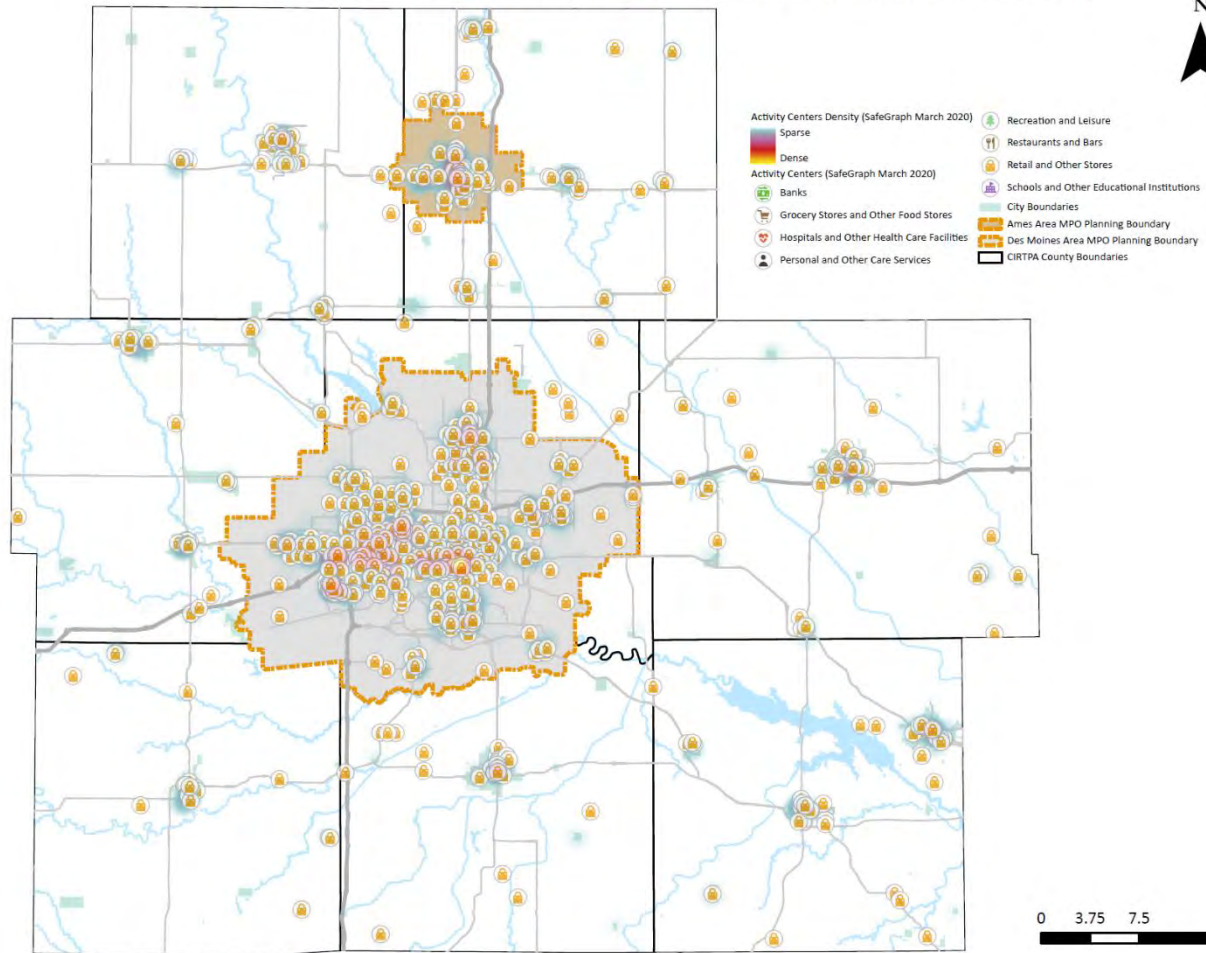 N
Activity Centers Density (SafeGraph March 2020)
Sparse
Dense
Activity Centers (SafeGraph March 2020)
Banks
Grocery Stores and Other Food Stores
Hospitals and Other Health Care Facilities
Personal and Other Care Services
Recreation and Leisure
Restaurants and Bars
Retail and Other Stores
Schools and Other Educational Institutions
City Boundaries
Ames Area MPO Planning Boundary
Des Moines Area MPO Planning Boundary
CIRTPA County Boundaries
0 3.75 7.5